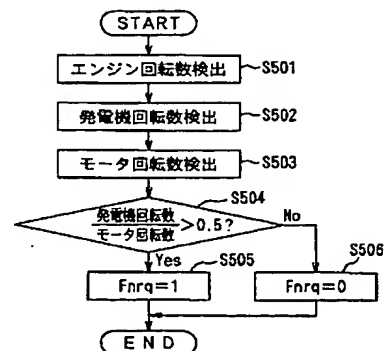 START
エンジン回転数検出 S501
発電機回転数検出 S502
モータ回転数検出 S503
S504
発電機回転数
モータ回転数
>0.5?
No
Yes
S505
S506
Fnrq=1
Fnrq=0
END